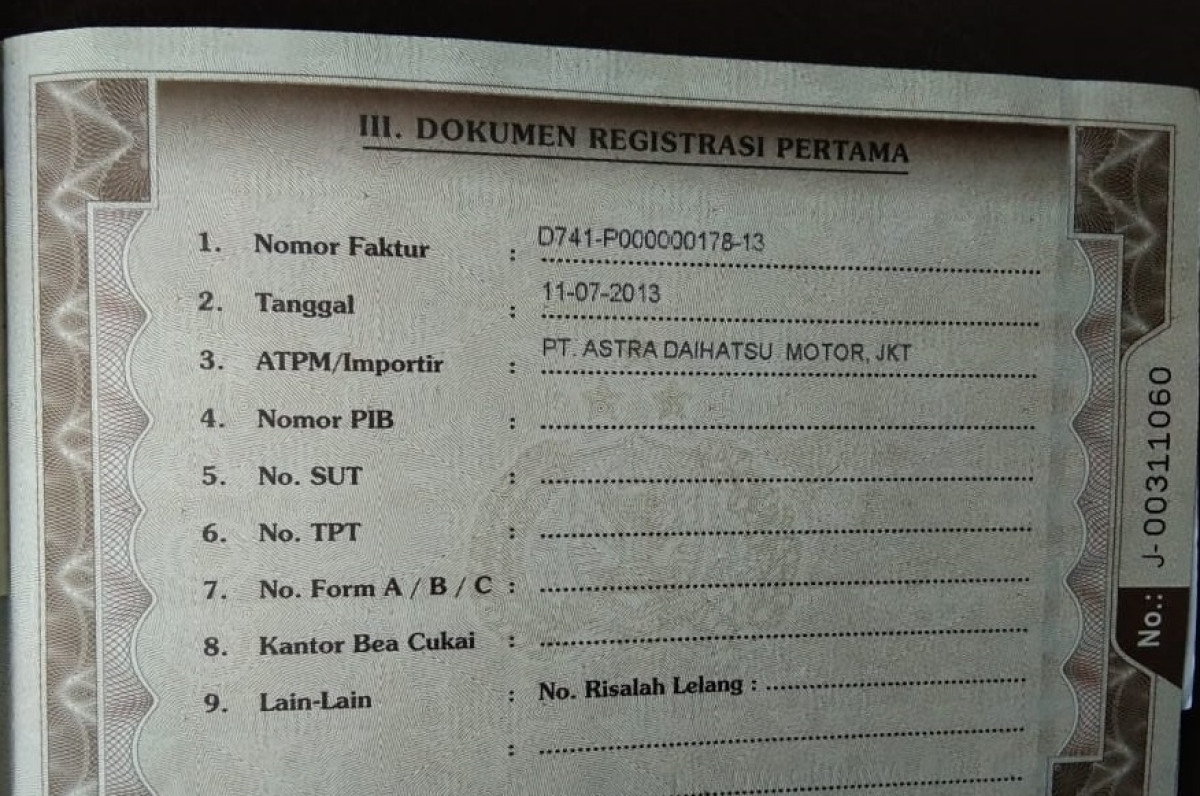 III. DOKUMEN REGISTRASI PERTAMA
1. Nomor Faktur : D741-P000000178-13
2. Tanggal : 11-07-2013
3. ATPM/Importir : PT. ASTRA DAIHATSU MOTOR, JKT
4. Nomor PIB :
5. No. SUT :
6. No. TPT :
7. No. Form A / B / C :
8. Kantor Bea Cukai :
9. Lain-Lain : No. Risalah Lelang :
:
No.: J-00311060